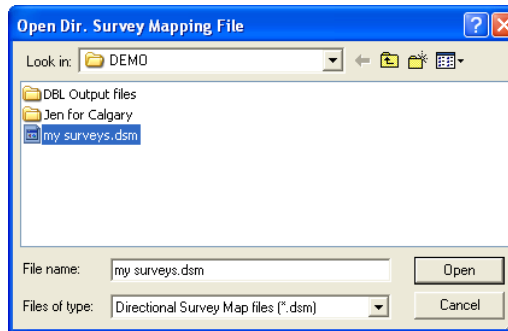 Open Dir. Survey Mapping File
Look in: DEMO
DBL Output files
Jen for Calgary
my surveys.dsm
File name: my surveys.dsm Open
Files of type: Directional Survey Map files (*.dsm) Cancel